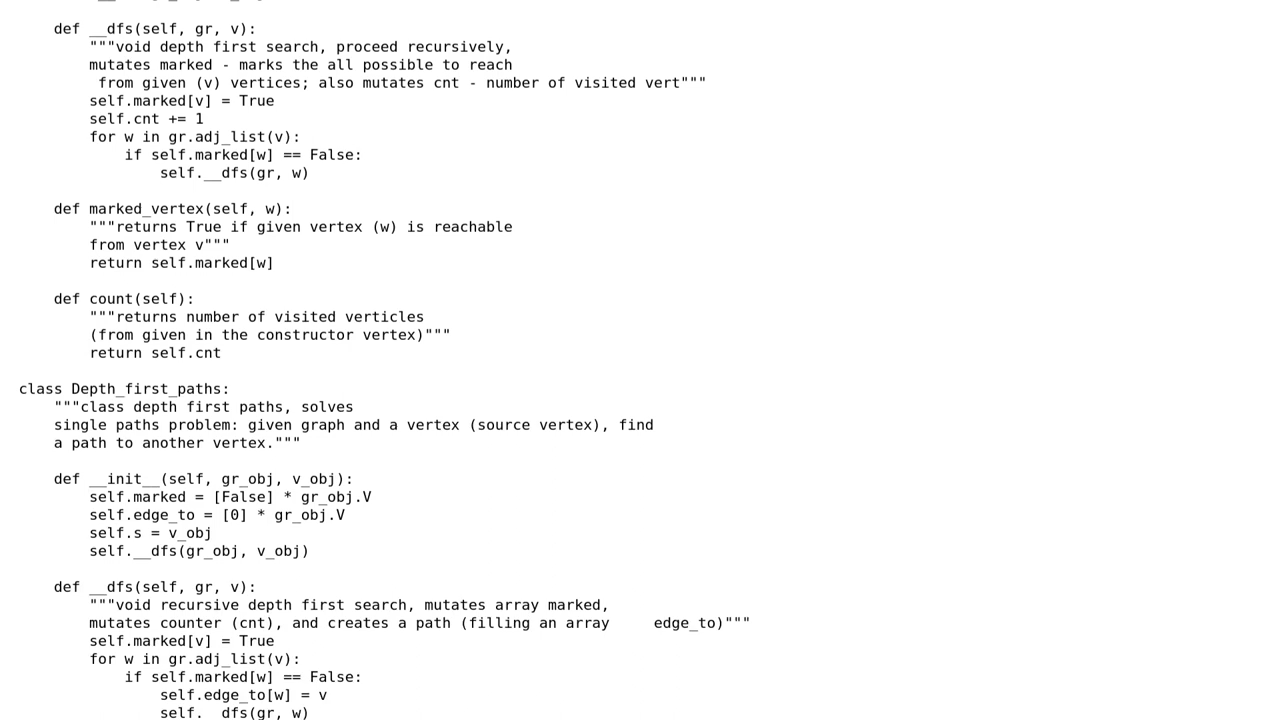 def __dfs(self, gr, v):
        """void depth first search, proceed recursively,
        mutates marked - marks the all possible to reach
         from given (v) vertices; also mutates cnt - number of visited vert"""
        self.marked[v] = True
        self.cnt += 1
        for w in gr.adj_list(v):
            if self.marked[w] == False:
                self.__dfs(gr, w)

    def marked_vertex(self, w):
        """returns True if given vertex (w) is reachable
        from vertex v"""
        return self.marked[w]

    def count(self):
        """returns number of visited verticles
        (from given in the constructor vertex)"""
        return self.cnt

class Depth_first_paths:
    """class depth first paths, solves
    single paths problem: given graph and a vertex (source vertex), find
    a path to another vertex."""

    def __init__(self, gr_obj, v_obj):
        self.marked = [False] * gr_obj.V
        self.edge_to = [0] * gr_obj.V
        self.s = v_obj
        self.__dfs(gr_obj, v_obj)

    def __dfs(self, gr, v):
        """void recursive depth first search, mutates array marked,
        mutates counter (cnt), and creates a path (filling an array     edge_to)"""
        self.marked[v] = True
        for w in gr.adj_list(v):
            if self.marked[w] == False:
                self.edge_to[w] = v
                self.__dfs(gr, w)